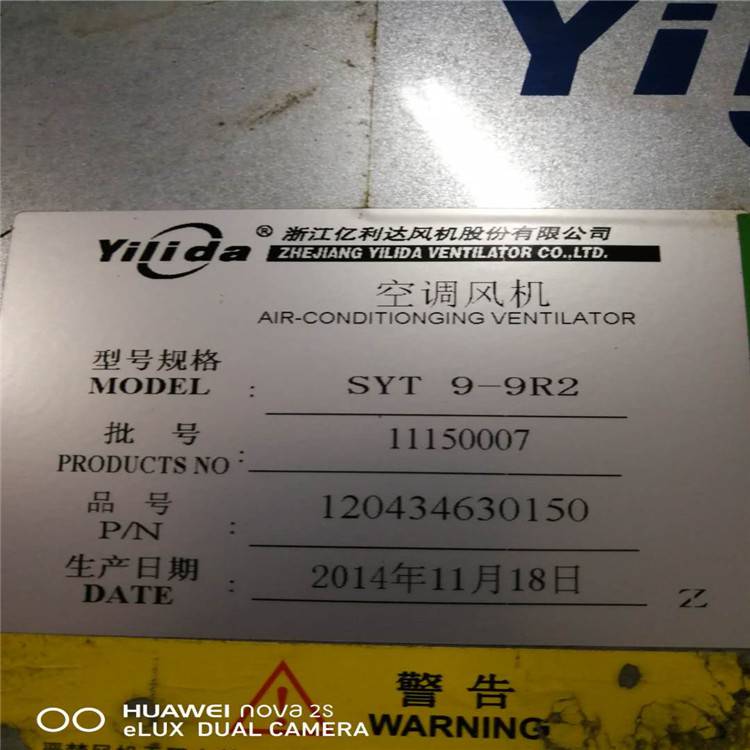 Yi
Yilida ® 浙江亿利达风机股份有限公司
ZHEJIANG YILIDA VENTILATOR CO.,LTD.
空调风机
AIR-CONDITIONGING VENTILATOR
型号规格
MODEL : SYT 9-9R2
批号 11150007
PRODUCTS NO :
品号 120434630150
P/N :
生产日期 2014年11月18日
DATE : Z
警告
WARNING
HUAWEI nova 2s
eLUX DUAL CAMERA